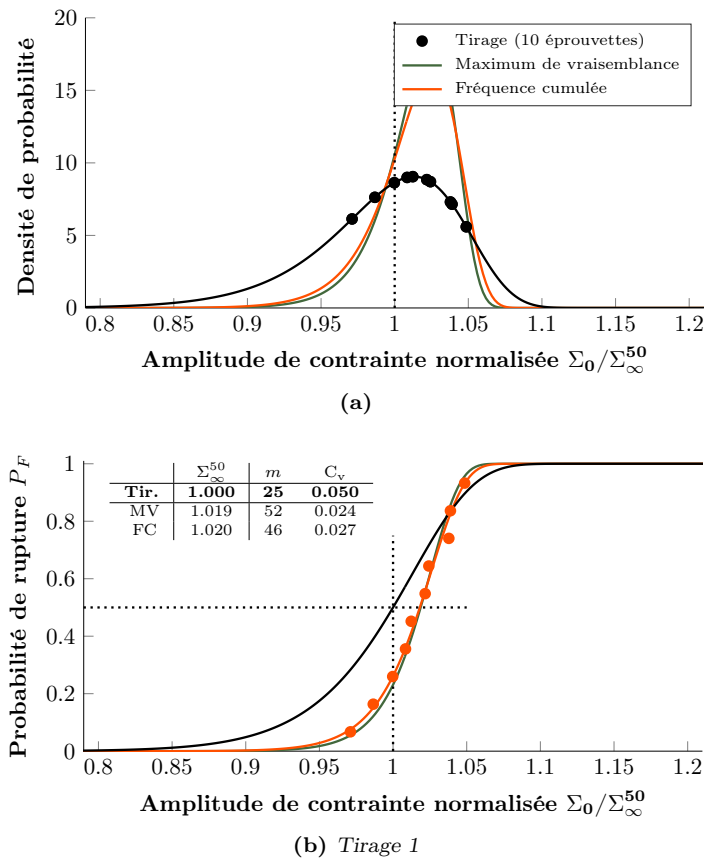 20
15
10
5
0
Densité de probabilité
Tirage (10 éprouvettes)
Maximum de vraisemblance
Fréquence cumulée
0.8 0.85 0.9 0.95 1 1.05 1.1 1.15 1.2
Amplitude de contrainte normalisée Σ₀/Σ∞⁵⁰
(a)
1
0.8
0.6
0.4
0.2
0
Probabilité de rupture P_F
Σ∞⁵⁰ m C_v
Tir. 1.000 25 0.050
MV 1.019 52 0.024
FC 1.020 46 0.027
0.8 0.85 0.9 0.95 1 1.05 1.1 1.15 1.2
Amplitude de contrainte normalisée Σ₀/Σ∞⁵⁰
(b) Tirage 1